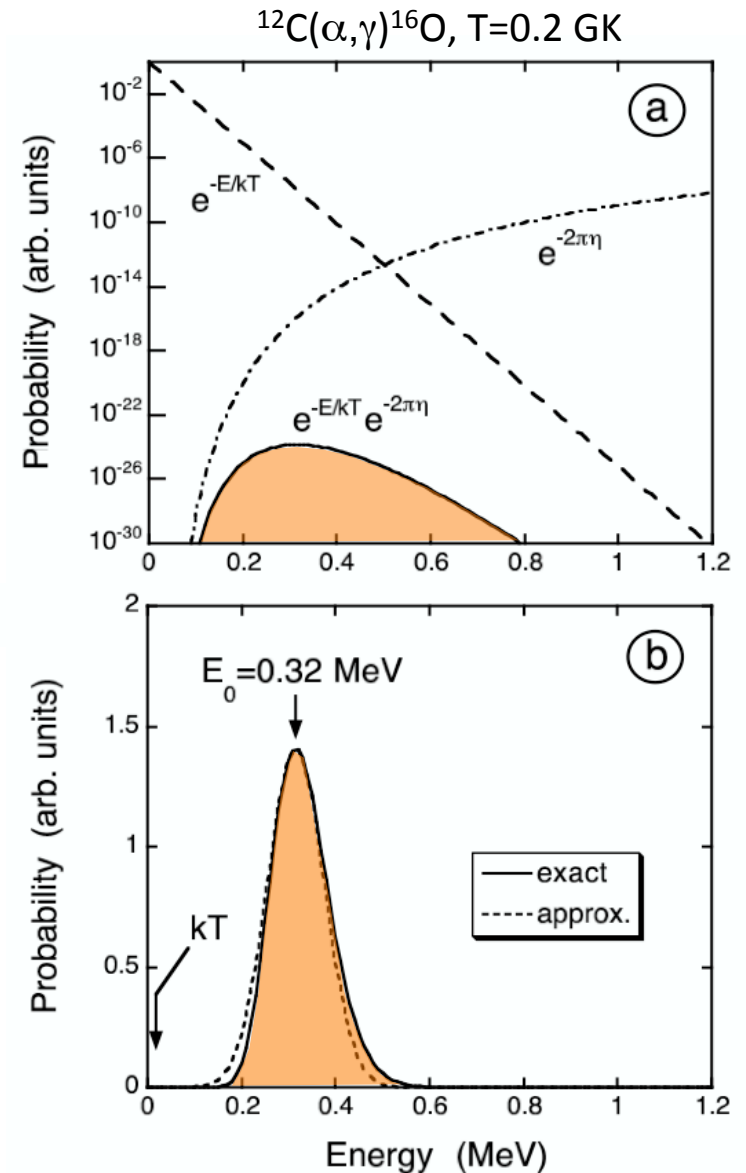 ¹²C(α,γ)¹⁶O, T=0.2 GK
Probability (arb. units)
10⁻²
10⁻⁶
10⁻¹⁰
10⁻¹⁴
10⁻¹⁸
10⁻²²
10⁻²⁶
10⁻³⁰
a
e^-E/kT
e^-2πη
e^-E/kT e^-2πη
0 0.2 0.4 0.6 0.8 1 1.2
Probability (arb. units)
2
1.5
1
0.5
0
b
E₀=0.32 MeV
kT
exact
approx.
0 0.2 0.4 0.6 0.8 1 1.2
Energy (MeV)